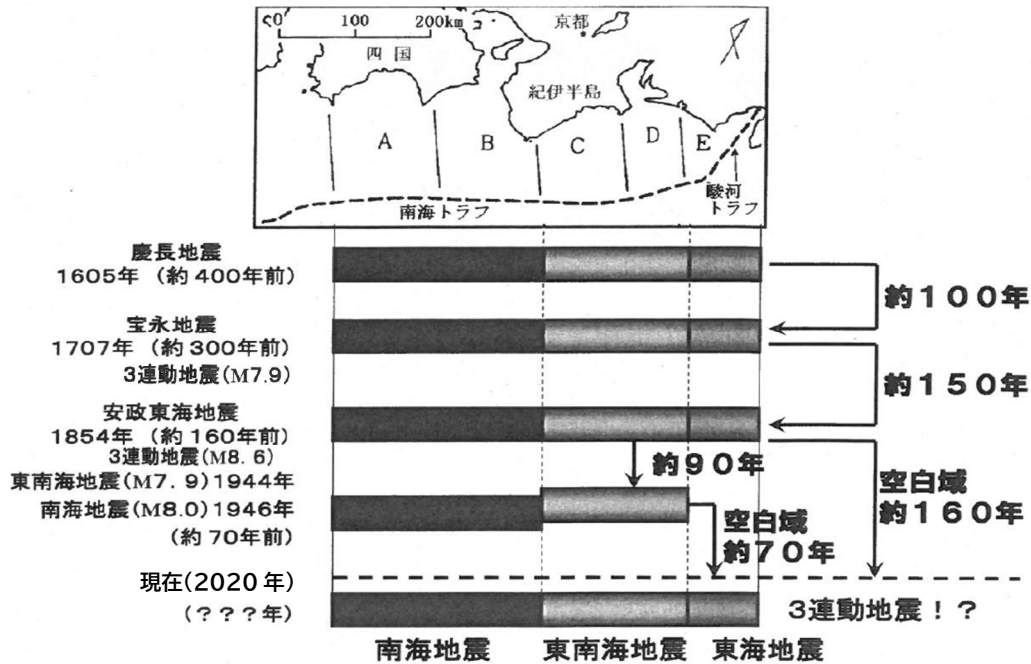 0 100 200km
京都
四国
紀伊半島
A B C D E
駿河
トラフ
南海トラフ
慶長地震
1605年 (約400年前)
約100年
宝永地震
1707年 (約300年前)
3連動地震(M7.9)
約150年
安政東海地震
1854年 (約160年前)
3連動地震(M8.6)
約90年
東南海地震(M7.9)1944年
南海地震(M8.0)1946年
(約70年前)
空白域
約70年
空白域
約160年
現在(2020年)
(???年)
3連動地震!?
南海地震 東南海地震 東海地震